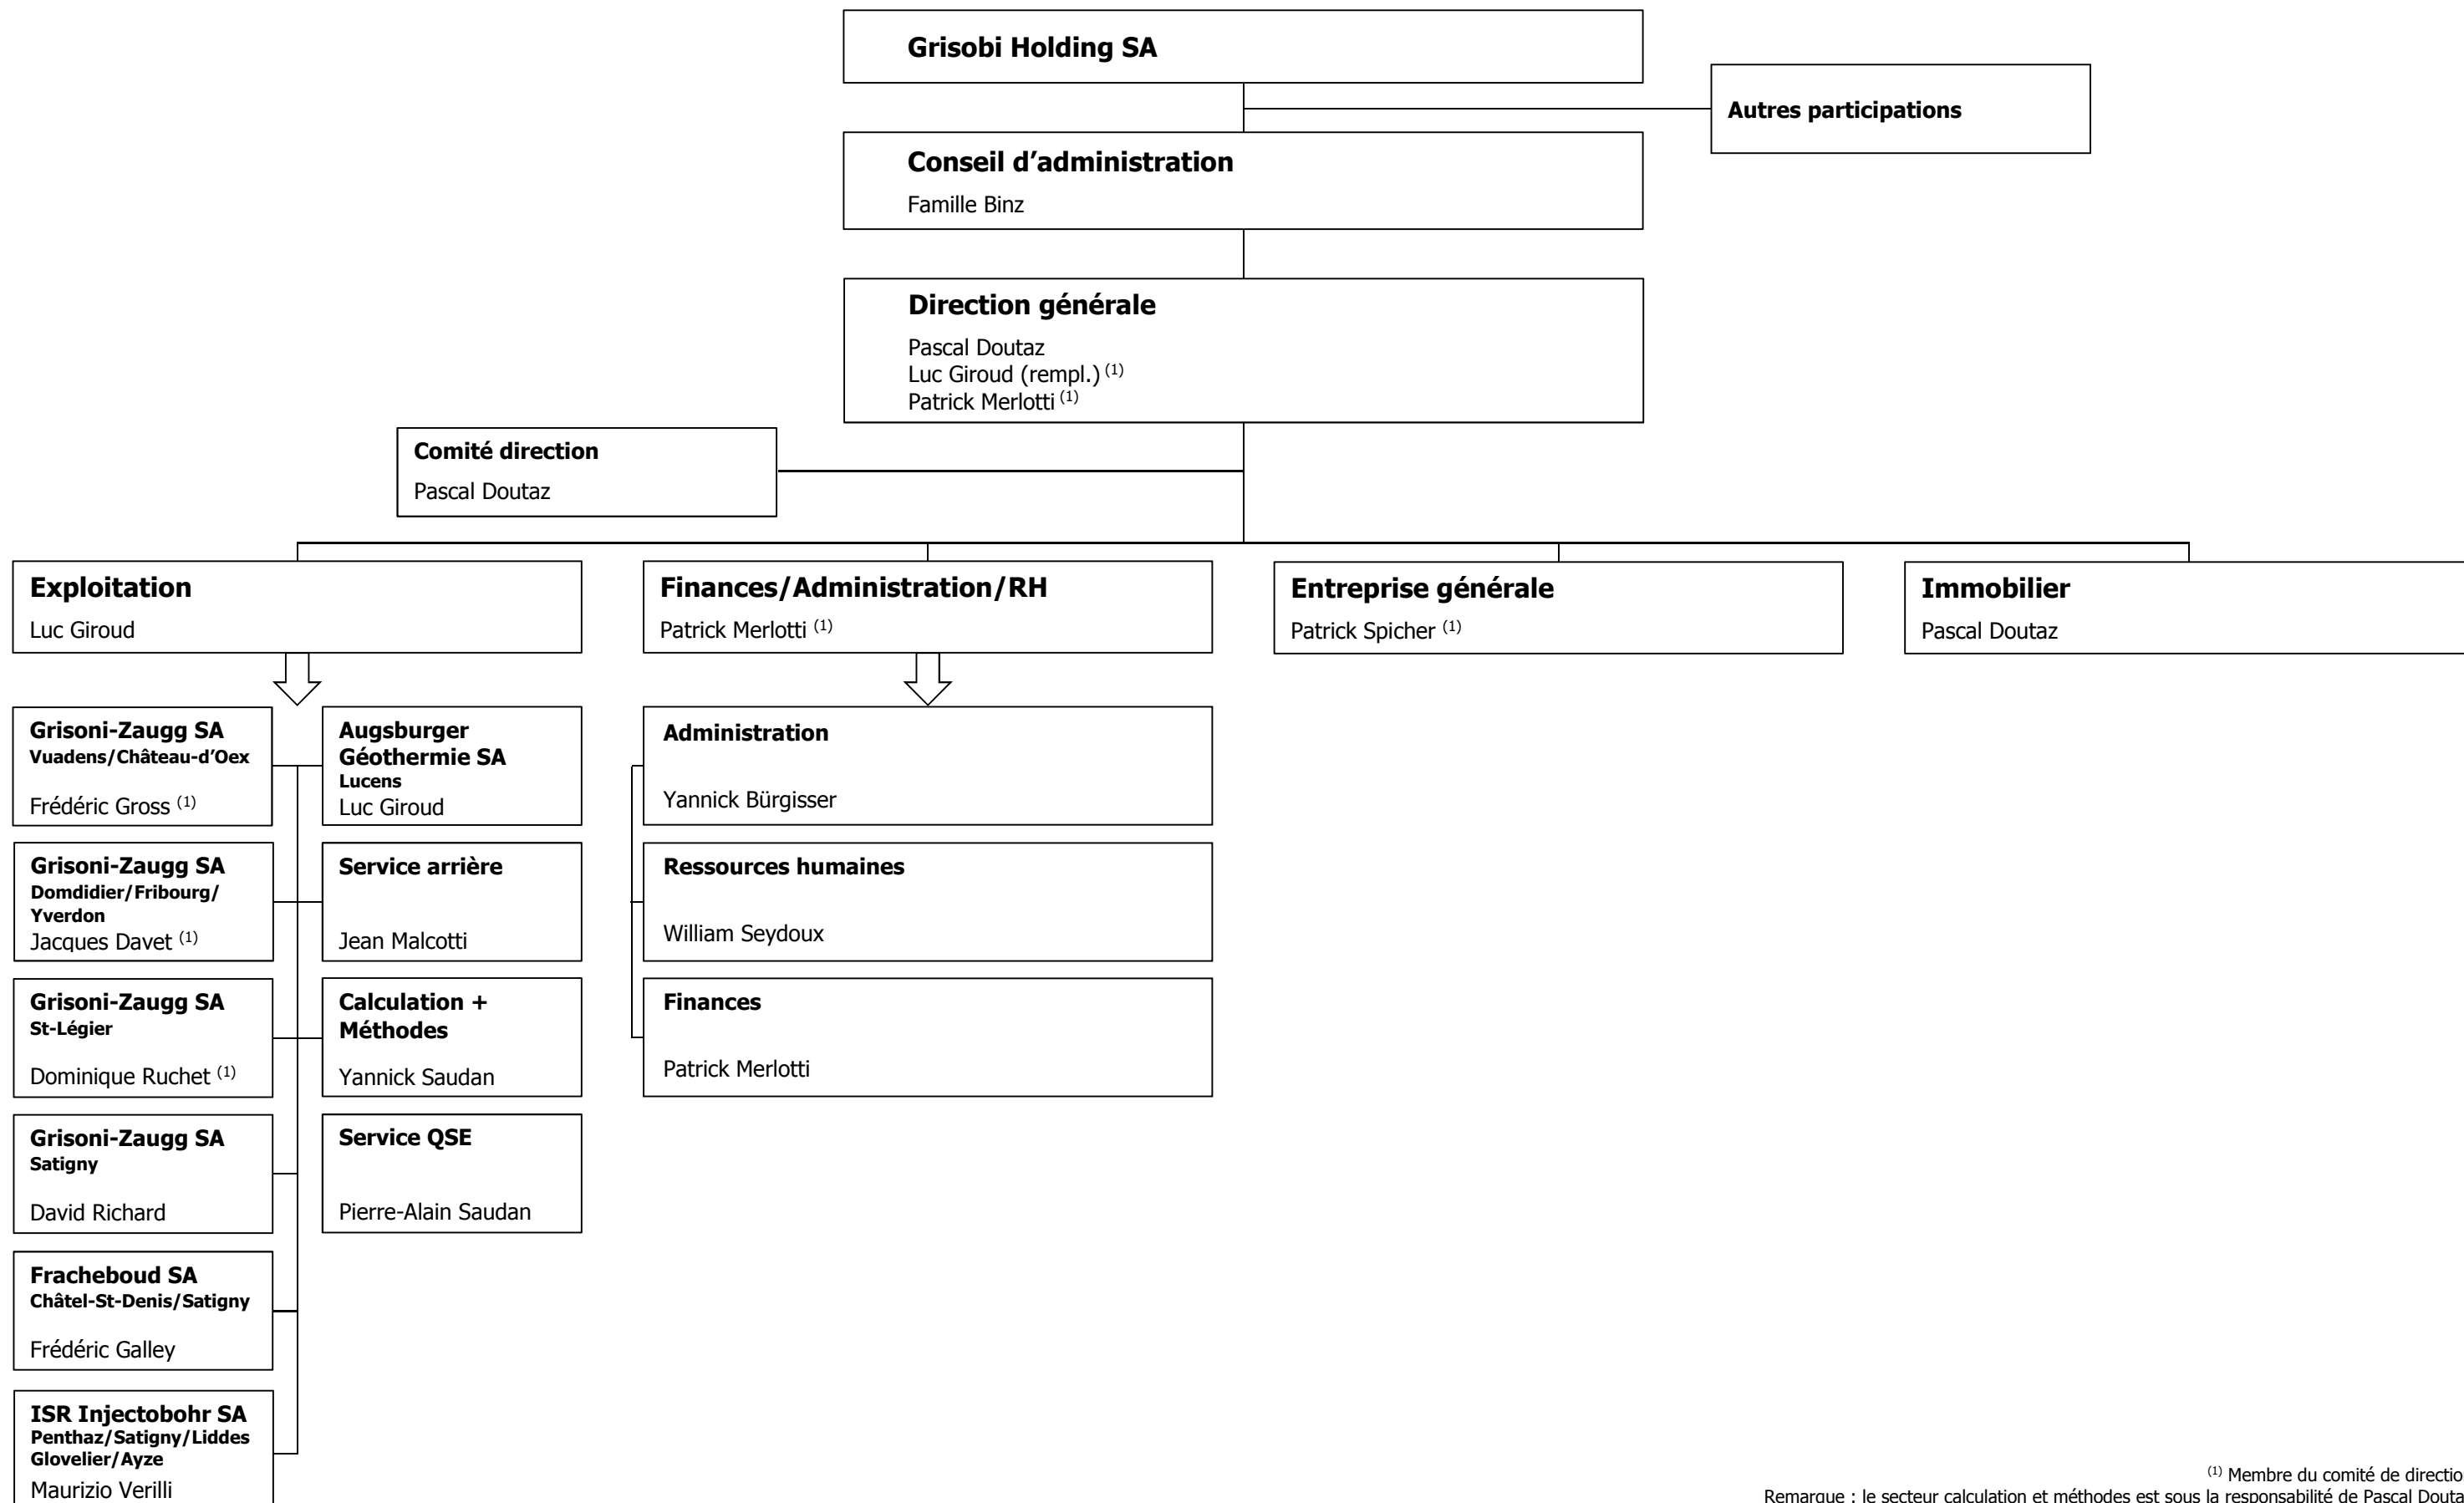 Grisobi Holding SA
Autres participations
Conseil d’administration
Famille Binz
Direction générale
Pascal Doutaz
Luc Giroud (rempl.) (1)
Patrick Merlotti (1)
Comité direction
Pascal Doutaz
Exploitation
Luc Giroud
Finances/Administration/RH
Patrick Merlotti (1)
Entreprise générale
Patrick Spicher (1)
Immobilier
Pascal Doutaz
Grisoni-Zaugg SA
Vuadens/Château-d’Oex
Frédéric Gross (1)
Augsburger
Géothermie SA
Lucens
Luc Giroud
Administration
Yannick Bürgisser
Grisoni-Zaugg SA
Domdidier/Fribourg/
Yverdon
Jacques Davet (1)
Service arrière
Jean Malcotti
Ressources humaines
William Seydoux
Grisoni-Zaugg SA
St-Légier
Dominique Ruchet (1)
Calculation +
Méthodes
Yannick Saudan
Finances
Patrick Merlotti
Grisoni-Zaugg SA
Satigny
David Richard
Service QSE
Pierre-Alain Saudan
Fracheboud SA
Châtel-St-Denis/Satigny
Frédéric Galley
ISR Injectobohr SA
Penthaz/Satigny/Liddes
Glovelier/Ayze
Maurizio Verilli
(1) Membre du comité de directio
Remarque : le secteur calculation et méthodes est sous la responsabilité de Pascal Douta